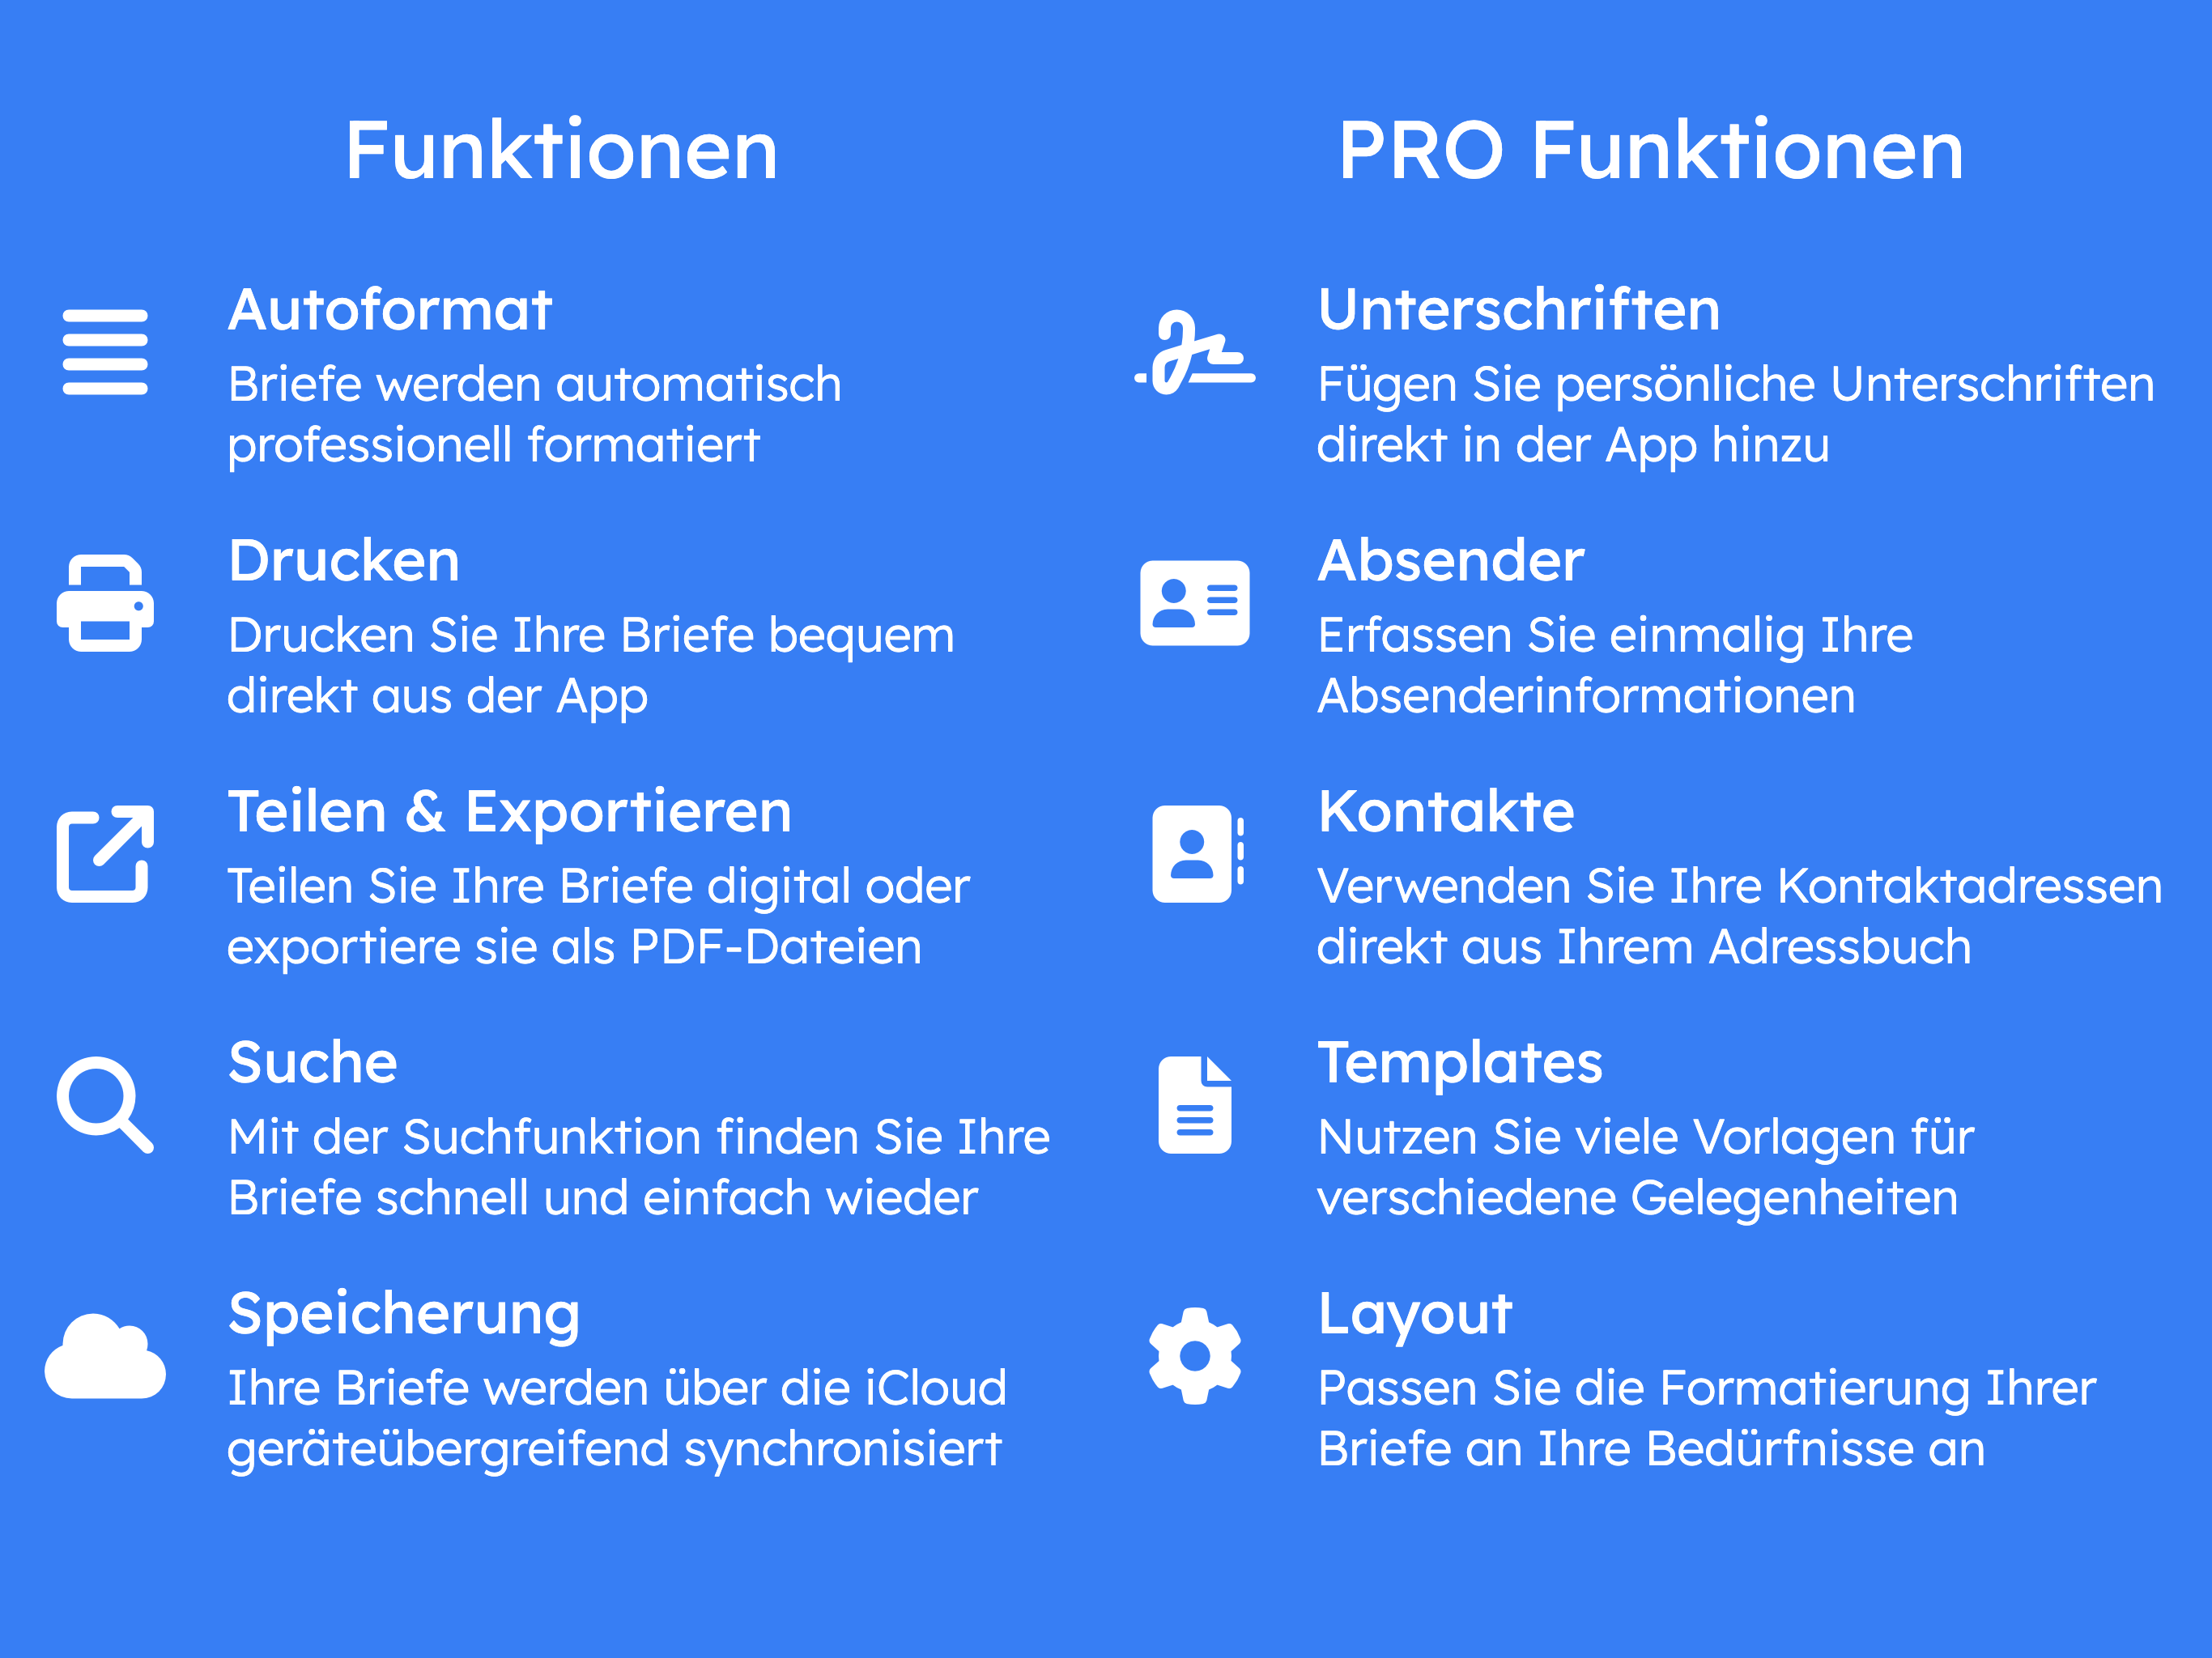 Funktionen
Autoformat
Briefe werden automatisch
professionell formatiert
Drucken
Drucken Sie Ihre Briefe bequem
direkt aus der App
Teilen & Exportieren
Teilen Sie Ihre Briefe digital oder
exportiere sie als PDF-Dateien
Suche
Mit der Suchfunktion finden Sie Ihre
Briefe schnell und einfach wieder
Speicherung
Ihre Briefe werden über die iCloud
geräteübergreifend synchronisiert
PRO Funktionen
Unterschriften
Fügen Sie persönliche Unterschriften
direkt in der App hinzu
Absender
Erfassen Sie einmalig Ihre
Absenderinformationen
Kontakte
Verwenden Sie Ihre Kontaktadressen
direkt aus Ihrem Adressbuch
Templates
Nutzen Sie viele Vorlagen für
verschiedene Gelegenheiten
Layout
Passen Sie die Formatierung Ihrer
Briefe an Ihre Bedürfnisse an